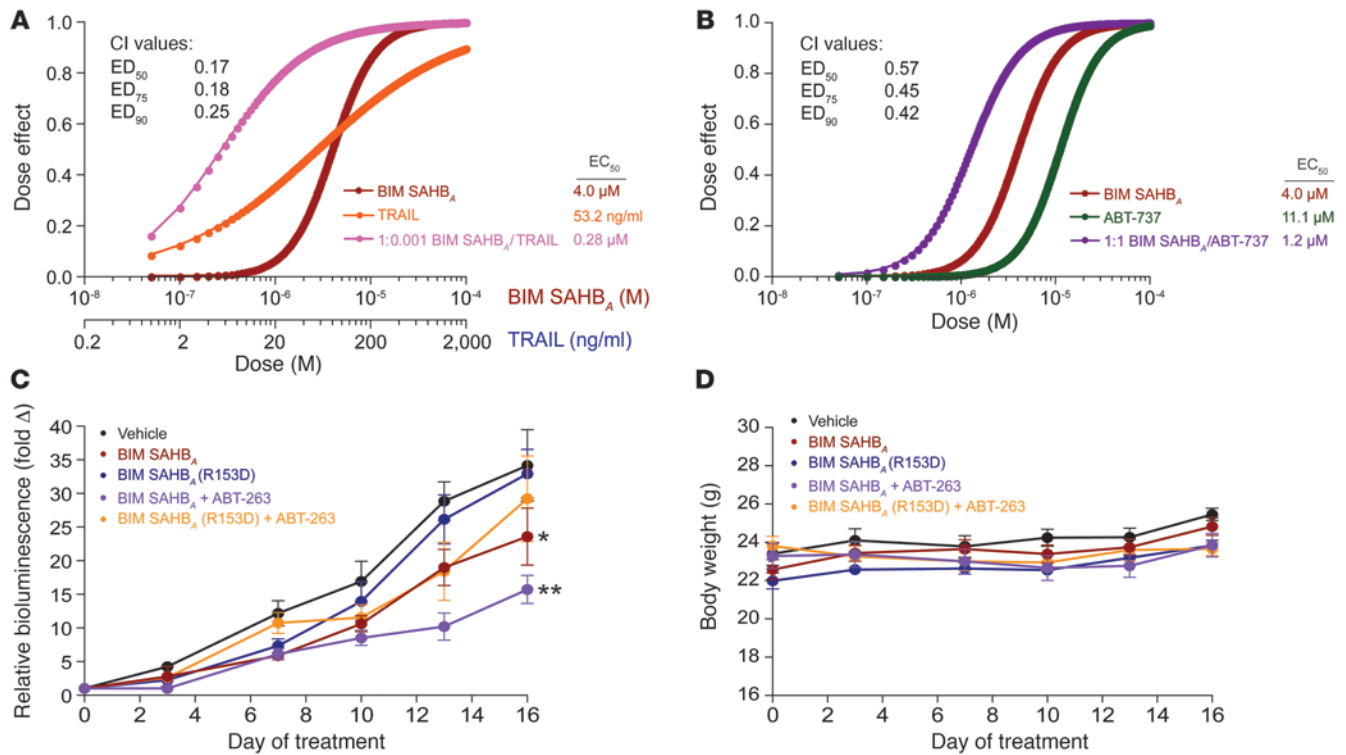 A
CI values:
ED50 0.17
ED75 0.18
ED90 0.25
Dose effect
1.0
0.8
0.6
0.4
0.2
0.0
EC50
BIM SAHBA 4.0 µM
TRAIL 53.2 ng/ml
1:0.001 BIM SAHBA/TRAIL 0.28 µM
10-8 10-7 10-6 10-5 10-4
BIM SAHBA (M)
0.2 2 20 200 2,000
TRAIL (ng/ml)
Dose (M)
B
CI values:
ED50 0.57
ED75 0.45
ED90 0.42
Dose effect
1.0
0.8
0.6
0.4
0.2
0.0
EC50
BIM SAHBA 4.0 µM
ABT-737 11.1 µM
1:1 BIM SAHBA/ABT-737 1.2 µM
10-8 10-7 10-6 10-5 10-4
Dose (M)
C
Relative bioluminescence (fold Δ)
40
35
30
25
20
15
10
5
0
Vehicle
BIM SAHBA
BIM SAHBA (R153D)
BIM SAHBA + ABT-263
BIM SAHBA (R153D) + ABT-263
*
**
0 2 4 6 8 10 12 14 16
Day of treatment
D
Body weight (g)
30
28
26
24
22
20
18
16
Vehicle
BIM SAHBA
BIM SAHBA (R153D)
BIM SAHBA + ABT-263
BIM SAHBA (R153D) + ABT-263
0 2 4 6 8 10 12 14 16
Day of treatment